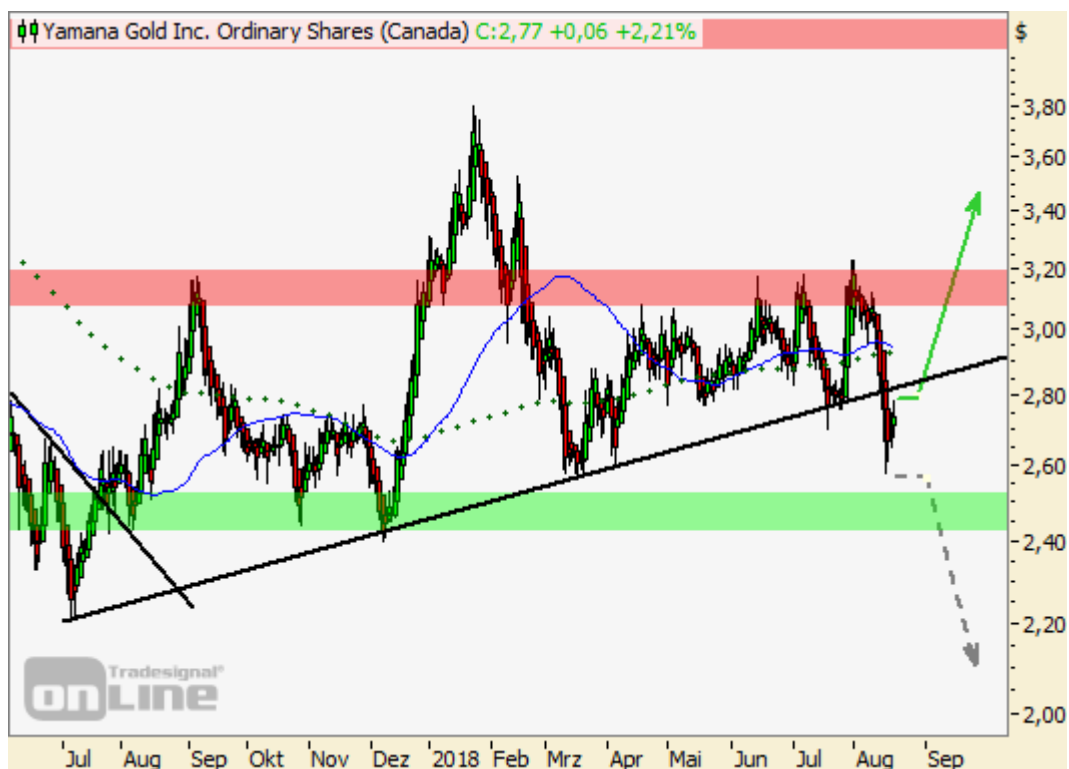 Yamana Gold Inc. Ordinary Shares (Canada) C:2,77 +0,06 +2,21%
$
3,80
3,60
3,40
3,20
3,00
2,80
2,60
2,40
2,20
2,00
Tradesignal®
onLine
Jul Aug Sep Okt Nov Dez 2018 Feb Mrz Apr Mai Jun Jul Aug Sep